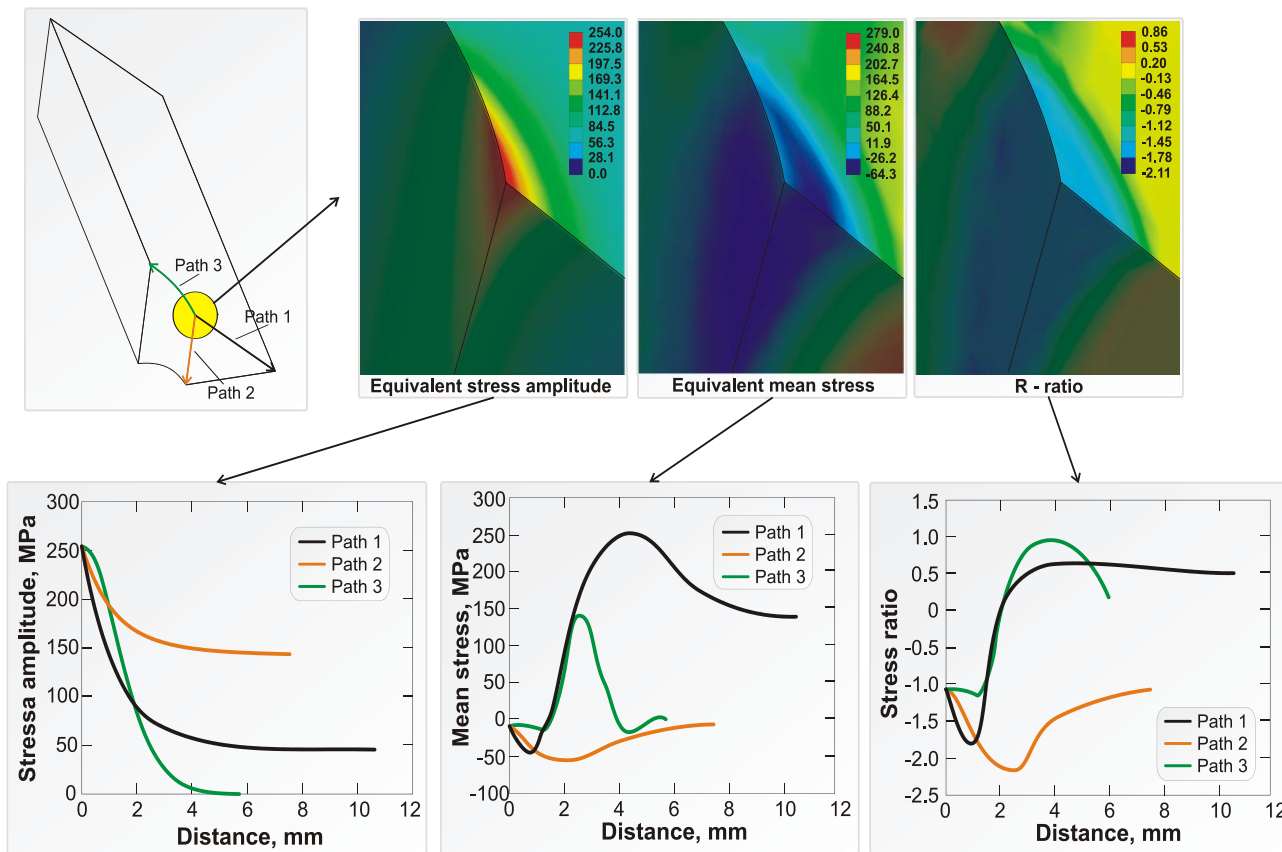 Path 3
Path 1
Path 2
254.0
225.8
197.5
169.3
141.1
112.8
84.5
56.3
28.1
0.0
Equivalent stress amplitude
279.0
240.8
202.7
164.5
126.4
88.2
50.1
11.9
-26.2
-64.3
Equivalent mean stress
0.86
0.53
0.20
-0.13
-0.46
-0.79
-1.12
-1.45
-1.78
-2.11
R - ratio
Stressa amplitude, MPa
300
250
200
150
100
50
0
0 2 4 6 8 10 12
Distance, mm
Path 1
Path 2
Path 3
Mean stress, MPa
300
250
200
150
100
50
0
-50
-100
0 2 4 6 8 10 12
Distance, mm
Path 1
Path 2
Path 3
Stress ratio
1.5
1.0
0.5
0
-0.5
-1.0
-1.5
-2.0
-2.5
0 2 4 6 8 10 12
Distance, mm
Path 1
Path 2
Path 3